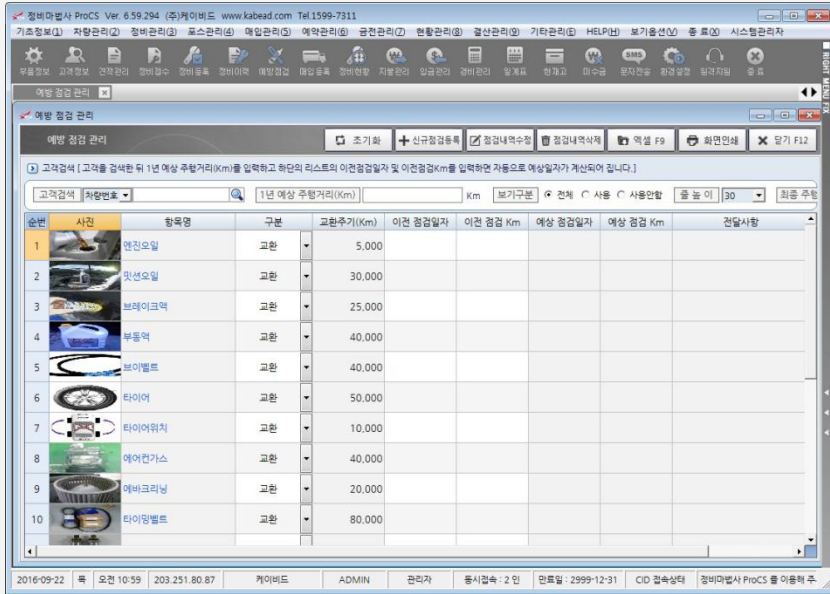 정비마법사 ProCS Ver. 6.59.294 (주)케이비드 www.kabead.com Tel.1599-7311
기초정보(1) 차량관리(2) 정비관리(3) 포스관리(4) 매입관리(5) 예약관리(6) 금전관리(7) 현황관리(8) 결산관리(9) 기타관리(E) HELP(H) 보기옵션(V) 종 료(X) 시스템관리자
부품정보 고객정보 견적관리 정비접수 정비등록 정비이력 예방점검 매입등록 정비현황 지불관리 입금관리 경비관리 일계표 현재고 미수금 문자전송 환경설정 원격지원 종 료
SMS
RIGHT MENU FIX
예방 점검 관리
예방 점검 관리
예방 점검 관리 초기화 신규점검등록 점검내역수정 점검내역삭제 엑셀 F9 화면인쇄 닫기 F12
고객검색 [ 고객을 검색한 뒤 1년 예상 주행거리(Km)를 입력하고 하단의 리스트의 이전점검일자 및 이전점검Km를 입력하면 자동으로 예상일자가 계산되어 집니다.]
고객검색 차량번호 1년 예상 주행거리(Km) Km 보기구분 전체 사용 사용안함 줄 높 이 30 최종 주행
순번 사진 항목명 구분 교환주기(Km) 이전 점검일자 이전 점검 Km 예상 점검일자 예상 점검 Km 전달사항
1 엔진오일 교환 5,000
2 밋션오일 교환 30,000
3 브레이크액 교환 25,000
4 부동액 교환 40,000
5 브이벨트 교환 40,000
6 타이어 교환 50,000
7 타이어위치 교환 10,000
8 에어컨가스 교환 40,000
9 에바크리닝 교환 20,000
10 타이밍벨트 교환 80,000
2016-09-22 목 오전 10:59 203.251.80.87 케이비드 ADMIN 관리자 동시접속 : 2 인 만료일 : 2999-12-31 CID 접속상태 정비마법사 ProCS 를 이용해 주